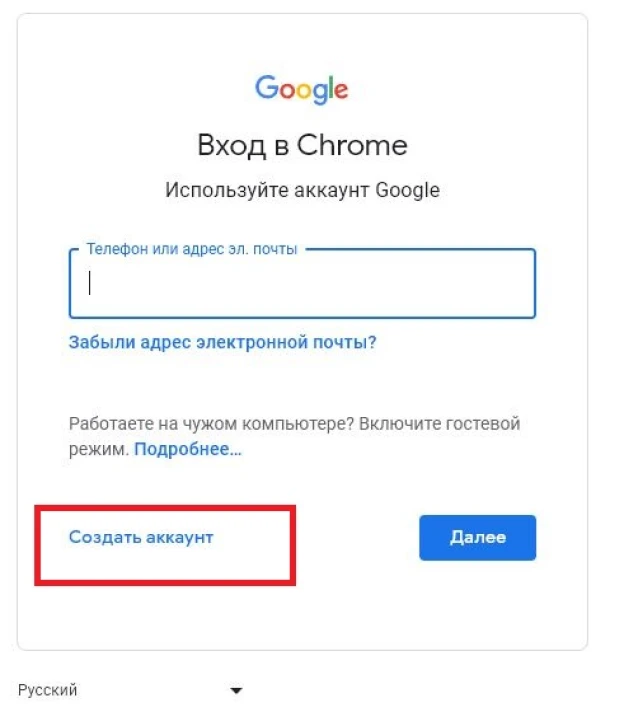 Google
Вход в Chrome
Используйте аккаунт Google
Телефон или адрес эл. почты
Забыли адрес электронной почты?
Работаете на чужом компьютере? Включите гостевой
режим. Подробнее...
Создать аккаунт
Далее
Русский